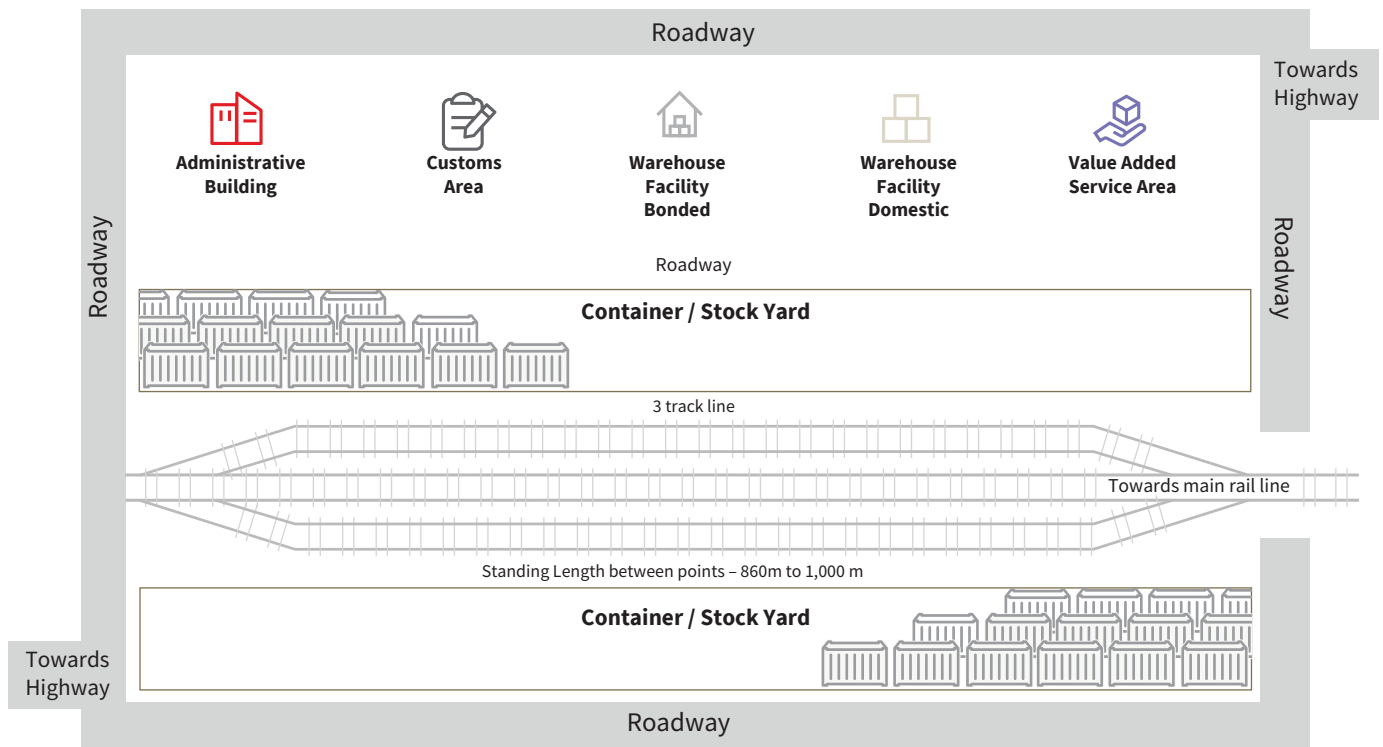 Roadway
Towards
Highway
Administrative
Building
Customs
Area
Warehouse
Facility
Bonded
Warehouse
Facility
Domestic
Value Added
Service Area
Roadway
Roadway
Roadway
Container / Stock Yard
3 track line
Towards main rail line
Standing Length between points – 860m to 1,000 m
Container / Stock Yard
Towards
Highway
Roadway